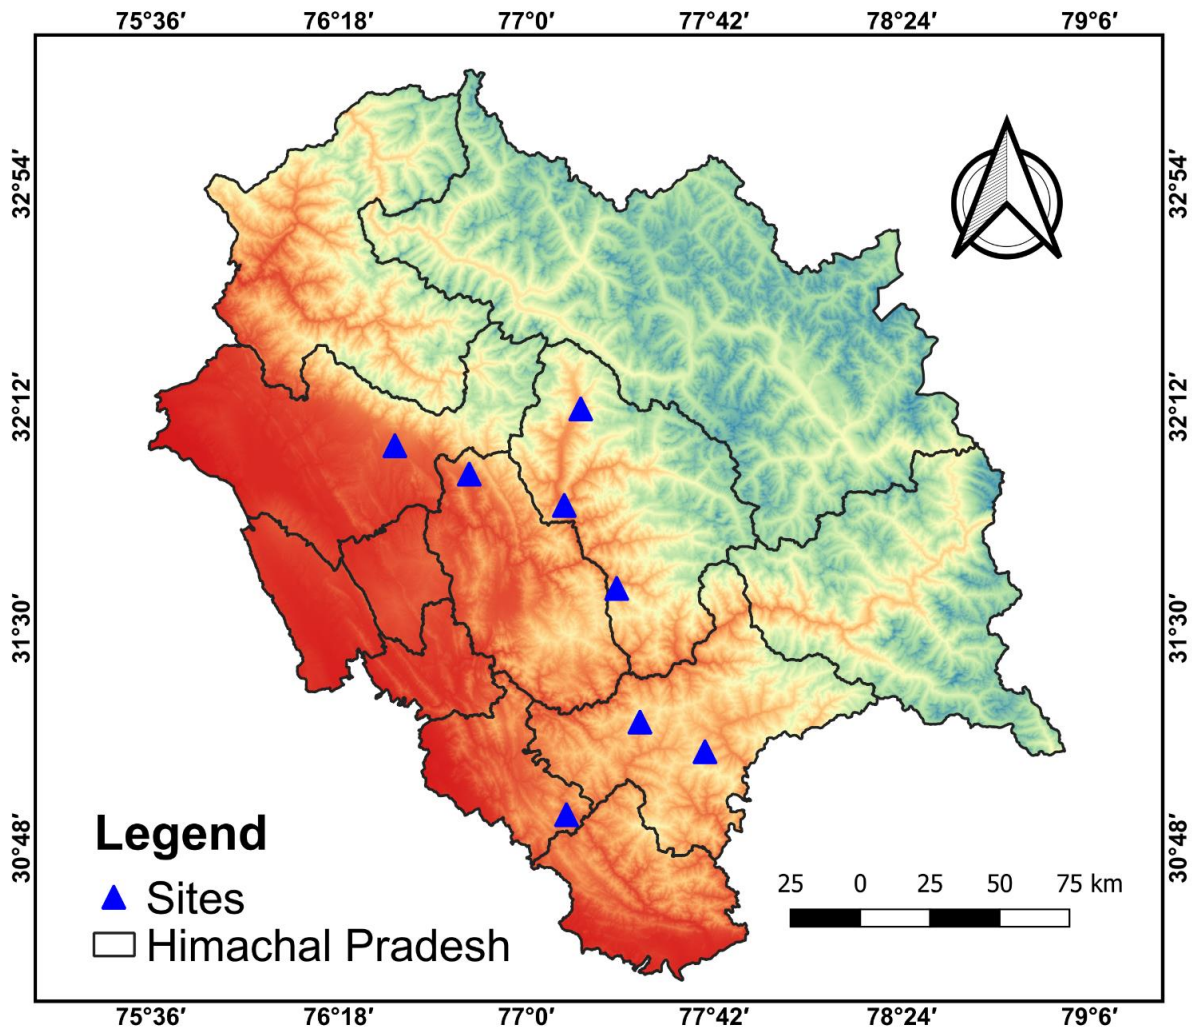 75°36′ 76°18′ 77°0′ 77°42′ 78°24′ 79°6′
32°54′ 32°54′
32°12′ 32°12′
31°30′ 31°30′
30°48′ 30°48′
Legend
Sites
Himachal Pradesh
25 0 25 50 75 km
75°36′ 76°18′ 77°0′ 77°42′ 78°24′ 79°6′